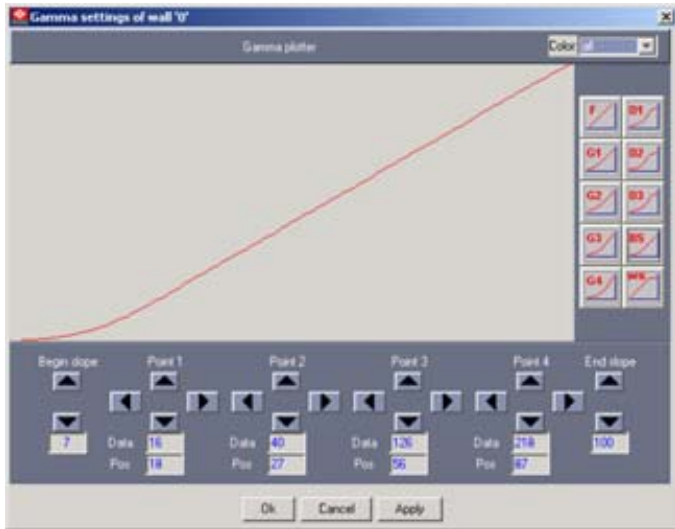 Gamma settings of wall '0'
Gamma plotter
Color all
F D1
G1 D2
G2 D3
G3 BS
G4
Begin slope Point 1 Point 2 Point 3 Point 4 End slope
7 Data 16 Data 40 Data 126 Data 218 100
Pos 18 Pos 27 Pos 56 Pos 87
Ok Cancel Apply